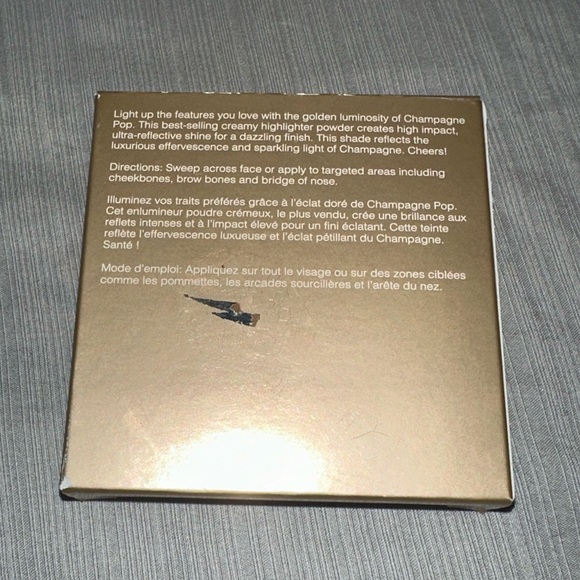 Light up the features you love with the golden luminosity of Champagne
Pop. This best-selling creamy highlighter powder creates high impact,
ultra-reflective shine for a dazzling finish. This shade reflects the
luxurious effervescence and sparkling light of Champagne. Cheers!
Directions: Sweep across face or apply to targeted areas including
cheekbones, brow bones and bridge of nose.
Illuminez vos traits préférés grâce à l'éclat doré de Champagne Pop.
Cet enlumineur poudre crémeux, le plus vendu, crée une brillance aux
reflets intenses et à l'impact élevé pour un fini éclatant. Cette teinte
reflète l'effervescence luxueuse et l'éclat pétillant du Champagne.
Santé !
Mode d'emploi: Appliquez sur tout le visage ou sur des zones ciblées
comme les pommettes, les arcades sourcilières et l'arête du nez.